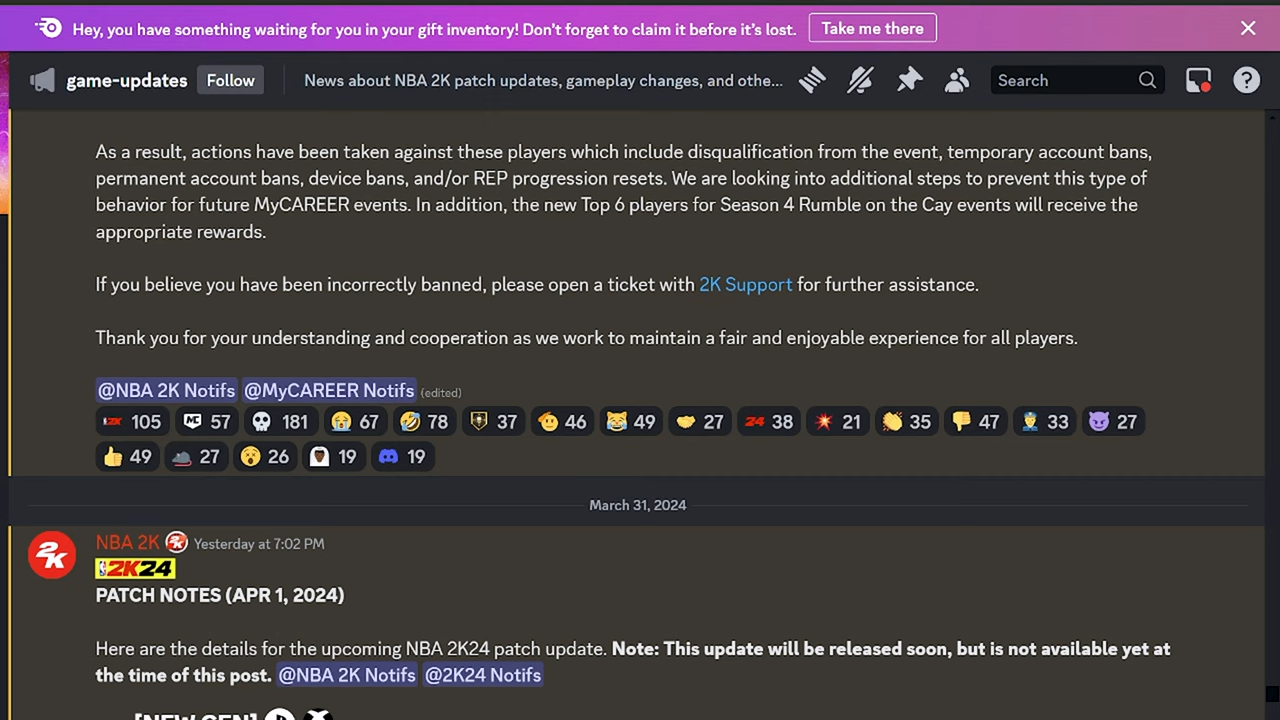 Hey, you have something waiting for you in your gift inventory! Don't forget to claim it before it's lost. Take me there
game-updates Follow News about NBA 2K patch updates, gameplay changes, and othe... Search
As a result, actions have been taken against these players which include disqualification from the event, temporary account bans,
permanent account bans, device bans, and/or REP progression resets. We are looking into additional steps to prevent this type of
behavior for future MyCAREER events. In addition, the new Top 6 players for Season 4 Rumble on the Cay events will receive the
appropriate rewards.
If you believe you have been incorrectly banned, please open a ticket with 2K Support for further assistance.
Thank you for your understanding and cooperation as we work to maintain a fair and enjoyable experience for all players.
@NBA 2K Notifs @MyCAREER Notifs (edited)
105 57 181 67 78 37 46 49 27 24 38 21 35 47 33 27
49 27 26 19 19
March 31, 2024
2K NBA 2K Yesterday at 7:02 PM
2K24
PATCH NOTES (APR 1, 2024)
Here are the details for the upcoming NBA 2K24 patch update. Note: This update will be released soon, but is not available yet at
the time of this post. @NBA 2K Notifs @2K24 Notifs
[NEW GEN]